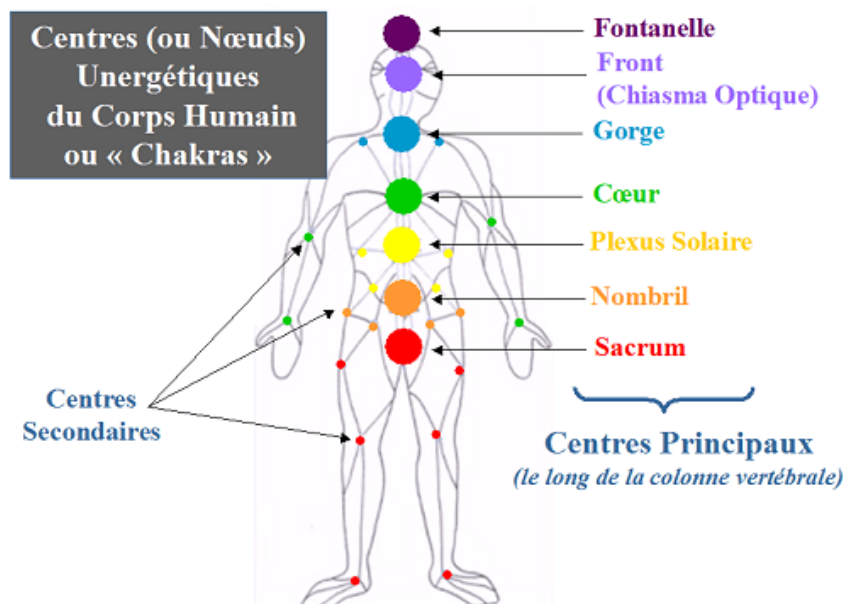 Centres (ou Nœuds)
Unergétiques
du Corps Humain
ou « Chakras »
Fontanelle
Front
(Chiasma Optique)
Gorge
Cœur
Plexus Solaire
Nombril
Sacrum
Centres
Secondaires
Centres Principaux
(le long de la colonne vertébrale)